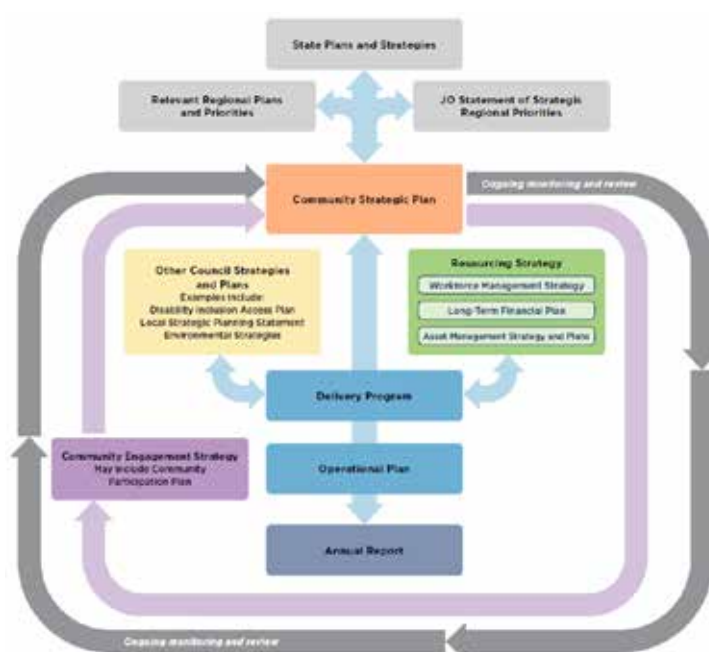 State Plans and Strategies
Relevant Regional Plans
and Priorities
JO Statement of Strategic
Regional Priorities
Community Strategic Plan
Ongoing monitoring and review
Other Council Strategies
and Plans
Examples Include:
Disability Inclusion Access Plan
Local Strategic Planning Statement
Environmental Strategies
Resourcing Strategy
Workforce Management Strategy
Long-Term Financial Plan
Asset Management Strategy and Plans
Delivery Program
Community Engagement Strategy
May Include Community
Participation Plan
Operational Plan
Annual Report
Ongoing monitoring and review